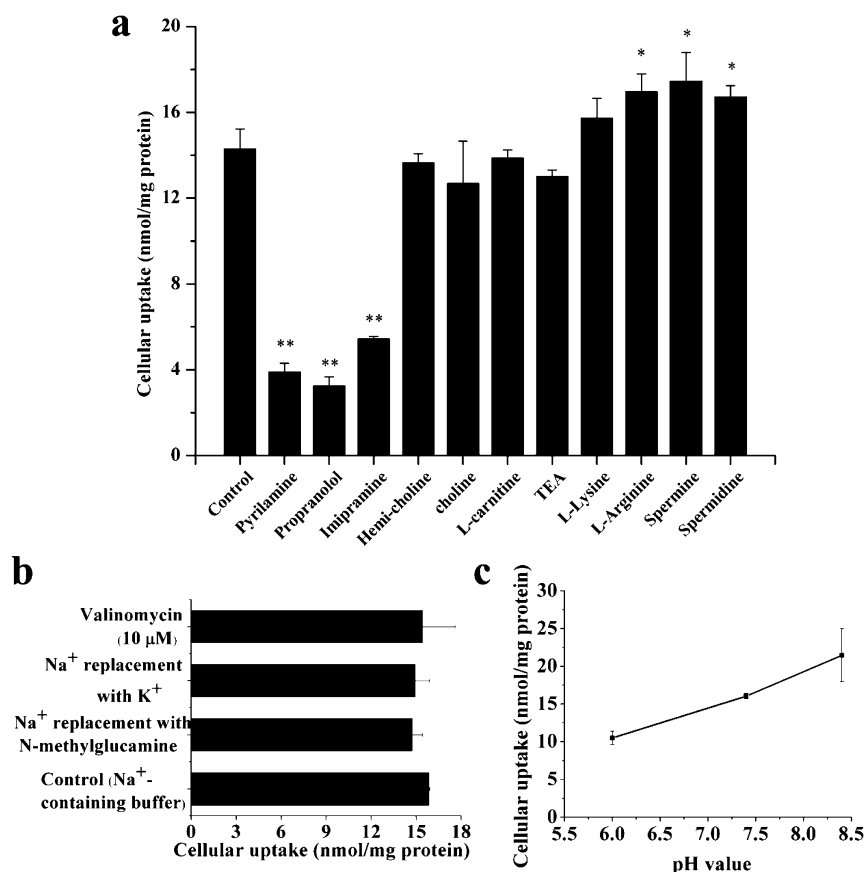 a
Cellular uptake (nmol/mg protein)
20
16
12
8
4
0
**
**
**
*
*
*
Control
Pyrilamine
Propranolol
Imipramine
Hemi-choline
choline
L-carnitine
TEA
L-Lysine
L-Arginine
Spermine
Spermidine
b
Valinomycin
(10 μM)
Na+ replacement
with K+
Na+ replacement with
N-methylglucamine
Control (Na+-
containing buffer)
0 3 6 9 12 15 18
Cellular uptake (nmol/mg protein)
c
Cellular uptake (nmol/mg protein)
30
25
20
15
10
5
0
5.5 6.0 6.5 7.0 7.5 8.0 8.5
pH value